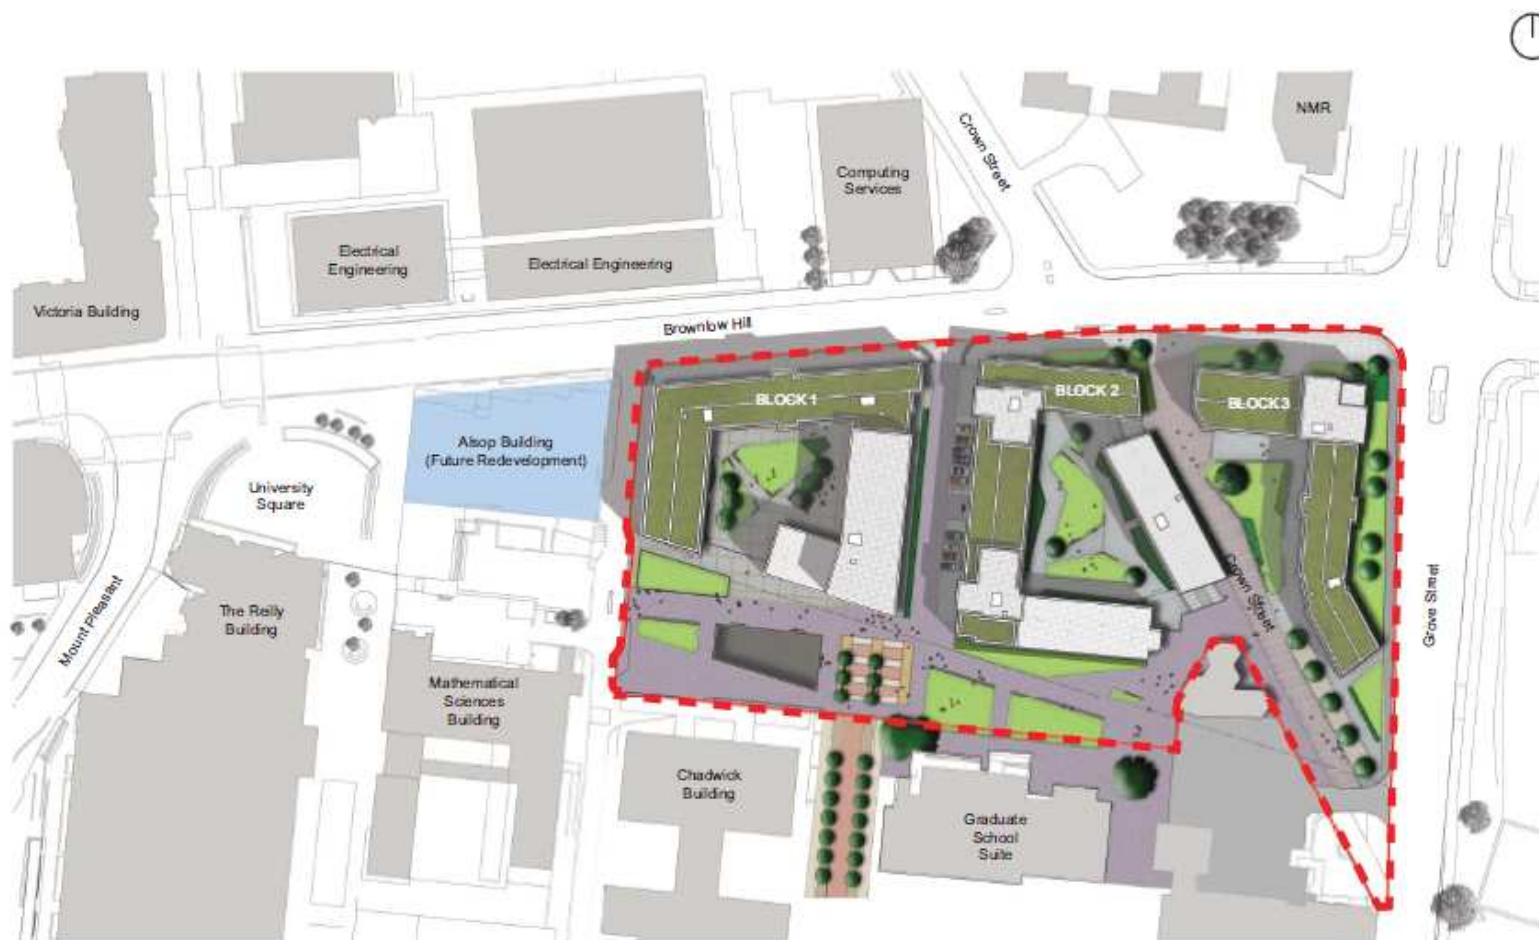 NMR
Crown Street
Computing
Services
Electrical
Engineering
Electrical Engineering
Victoria Building
Brownlow Hill
BLOCK 1
BLOCK 2
BLOCK 3
Alsop Building
(Future Redevelopment)
University
Square
Mount Pleasant
The Reilly
Building
Crown Street
Grove Street
Mathematical
Sciences
Building
Chadwick
Building
Graduate
School
Suite